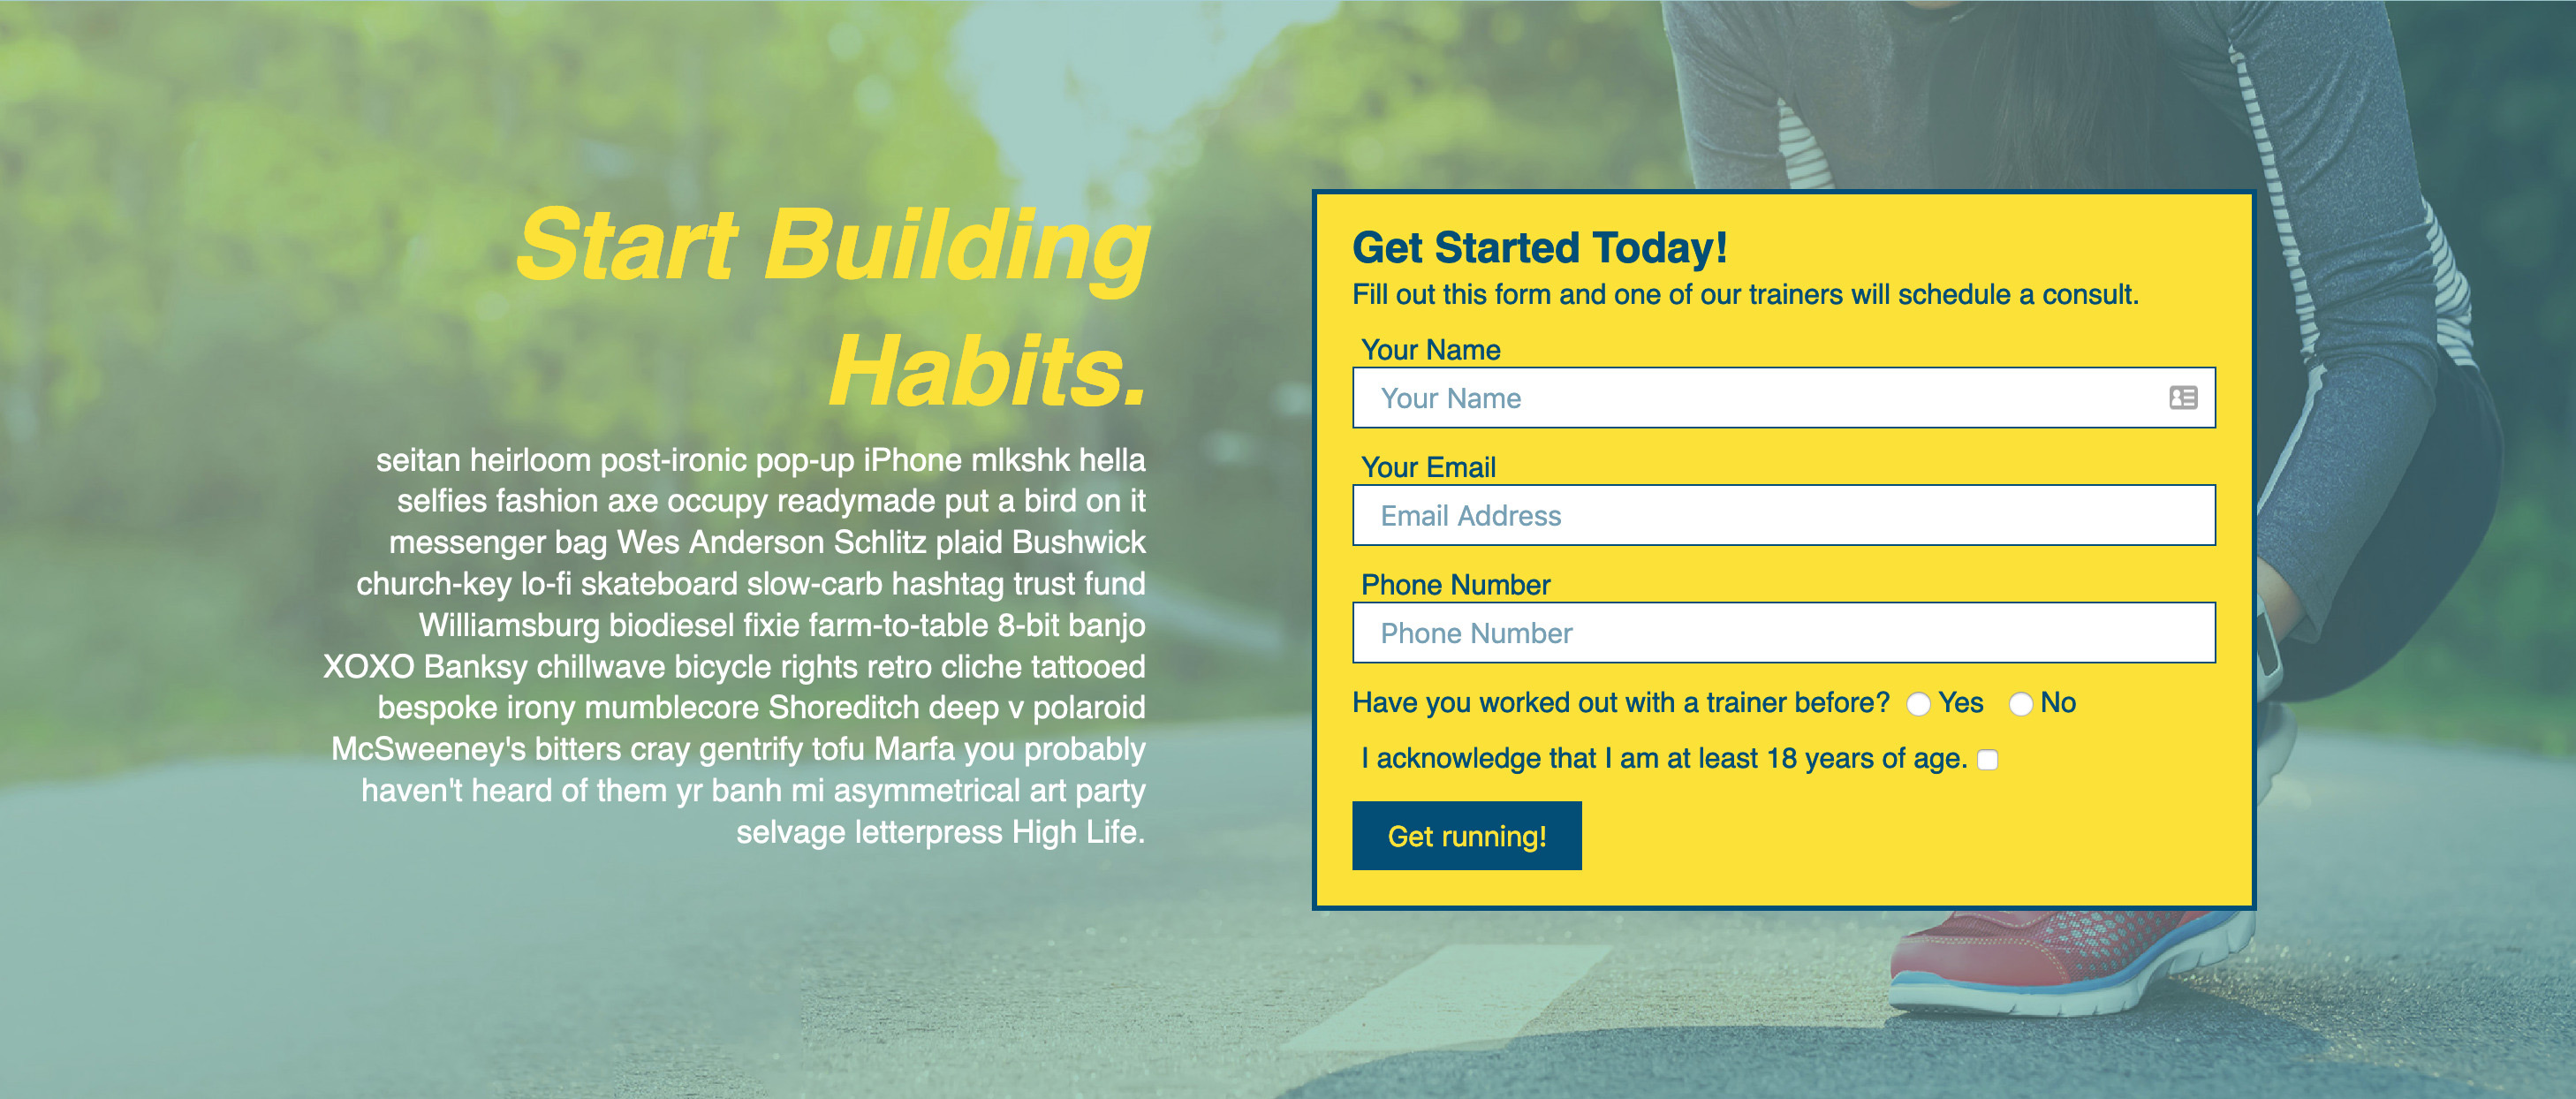 Start Building
Habits.
seitan heirloom post-ironic pop-up iPhone mlkshk hella
selfies fashion axe occupy readymade put a bird on it
messenger bag Wes Anderson Schlitz plaid Bushwick
church-key lo-fi skateboard slow-carb hashtag trust fund
Williamsburg biodiesel fixie farm-to-table 8-bit banjo
XOXO Banksy chillwave bicycle rights retro cliche tattooed
bespoke irony mumblecore Shoreditch deep v polaroid
McSweeney's bitters cray gentrify tofu Marfa you probably
haven't heard of them yr banh mi asymmetrical art party
selvage letterpress High Life.
Get Started Today!
Fill out this form and one of our trainers will schedule a consult.
Your Name
Your Name
Your Email
Email Address
Phone Number
Phone Number
Have you worked out with a trainer before? Yes No
I acknowledge that I am at least 18 years of age.
Get running!